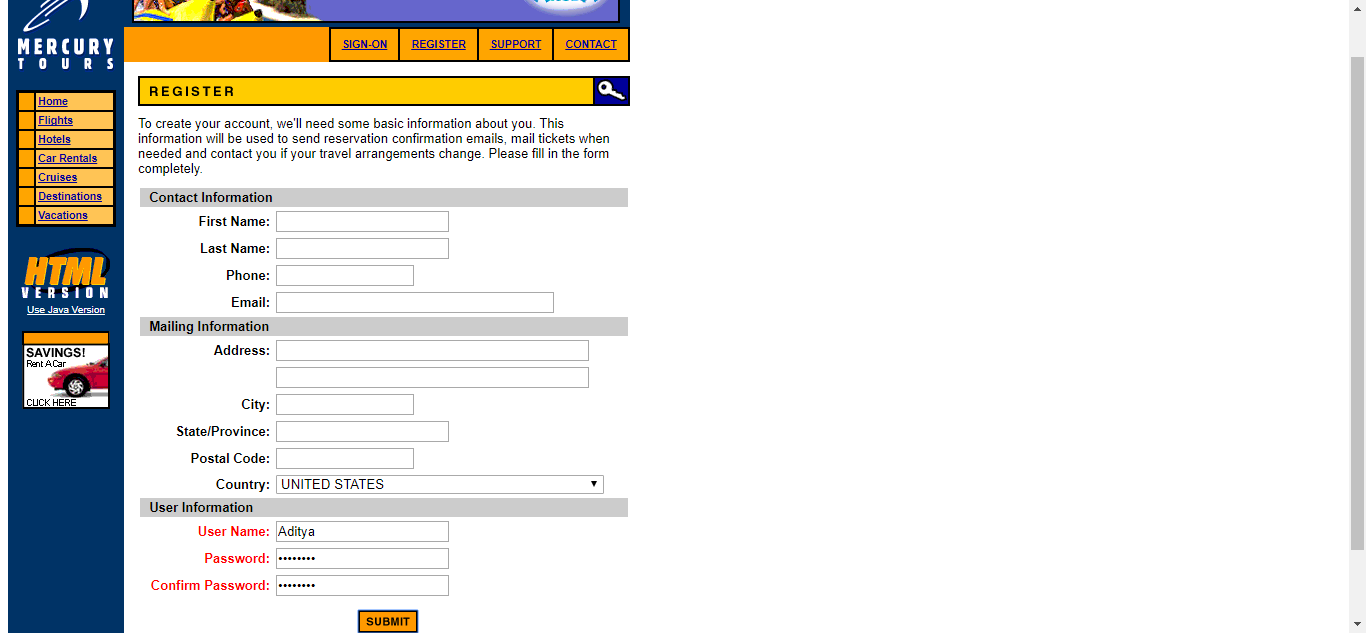 MERCURY
TOURS
SIGN-ON REGISTER SUPPORT CONTACT
Home
Flights
Hotels
Car Rentals
Cruises
Destinations
Vacations
HTML
VERSION
Use Java Version
SAVINGS!
Rent A Car
CLICK HERE
REGISTER
To create your account, we'll need some basic information about you. This
information will be used to send reservation confirmation emails, mail tickets when
needed and contact you if your travel arrangements change. Please fill in the form
completely.
Contact Information
First Name:
Last Name:
Phone:
Email:
Mailing Information
Address:
City:
State/Province:
Postal Code:
Country: UNITED STATES
User Information
User Name: Aditya
Password: ••••••••
Confirm Password: ••••••••
SUBMIT